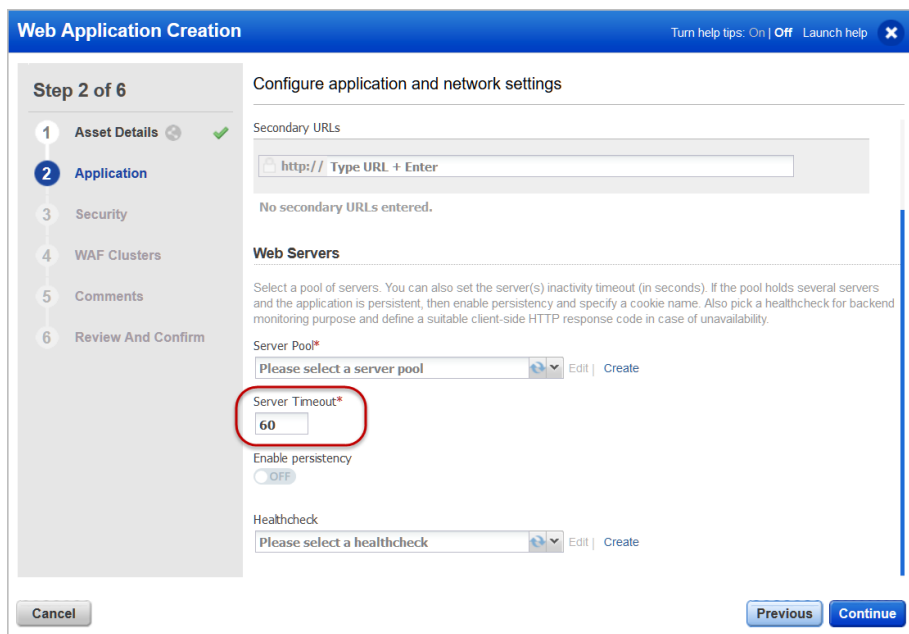 Web Application Creation
Turn help tips: On | Off Launch help
Step 2 of 6
1 Asset Details
2 Application
3 Security
4 WAF Clusters
5 Comments
6 Review And Confirm
Configure application and network settings
Secondary URLs
http:// Type URL + Enter
No secondary URLs entered.
Web Servers
Select a pool of servers. You can also set the server(s) inactivity timeout (in seconds). If the pool holds several servers
and the application is persistent, then enable persistency and specify a cookie name. Also pick a healthcheck for backend
monitoring purpose and define a suitable client-side HTTP response code in case of unavailability.
Server Pool*
Please select a server pool Edit | Create
Server Timeout*
60
Enable persistency
OFF
Healthcheck
Please select a healthcheck Edit | Create
Cancel
Previous
Continue